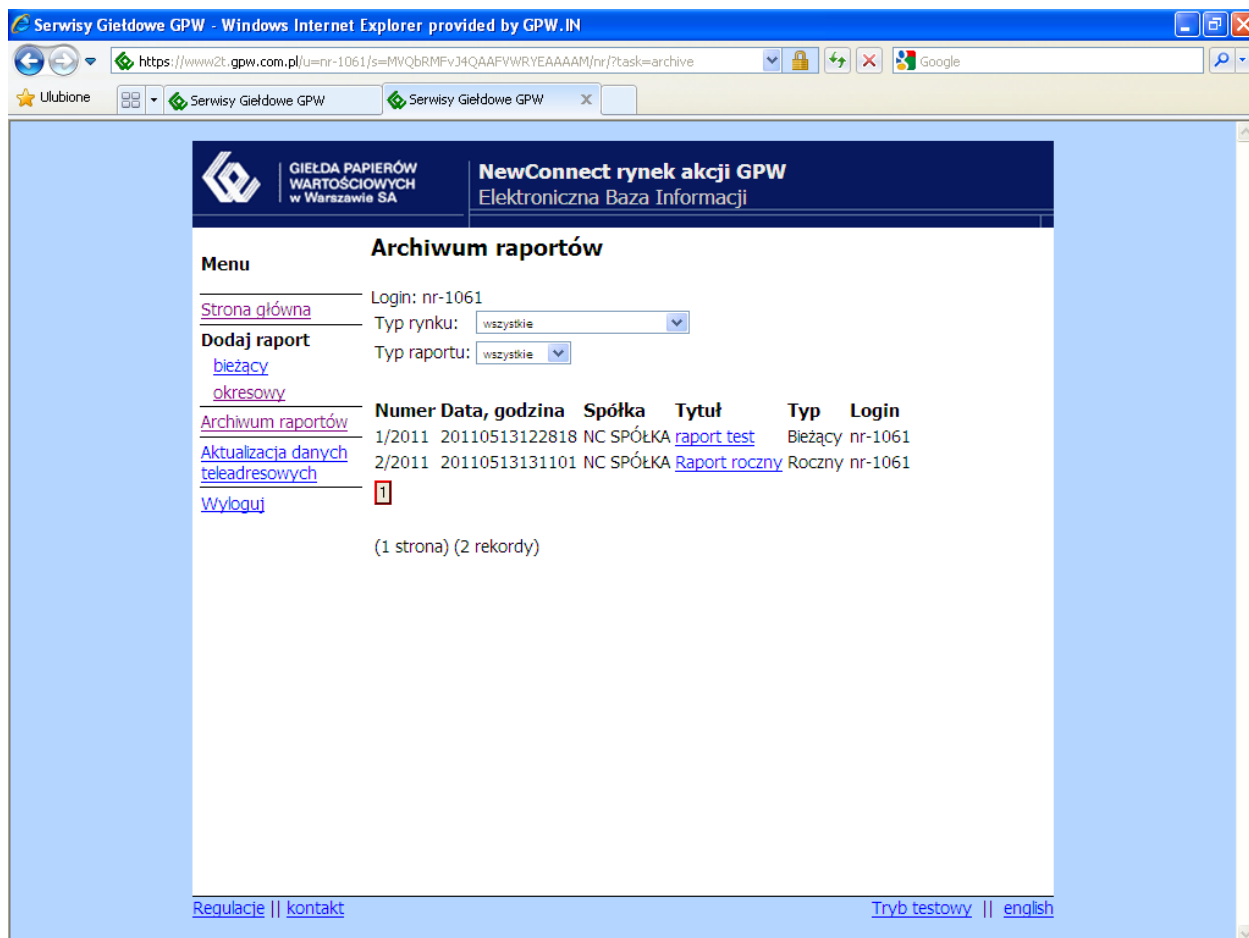 Serwisy Giełdowe GPW - Windows Internet Explorer provided by GPW.IN
https://www2t.gpw.com.pl/u=nr-1061/s=MVQbRMFvJ4QAAFVWRYEAAAAM/nr/?task=archive
Google
Ulubione
Serwisy Giełdowe GPW
Serwisy Giełdowe GPW
GIEŁDA PAPIERÓW
WARTOŚCIOWYCH
w Warszawie SA
NewConnect rynek akcji GPW
Elektroniczna Baza Informacji
Menu
Strona główna
Dodaj raport
bieżący
okresowy
Archiwum raportów
Aktualizacja danych
teleadresowych
Wyloguj
Archiwum raportów
Login: nr-1061
Typ rynku: wszystkie
Typ raportu: wszystkie
Numer Data, godzina Spółka Tytuł Typ Login
1/2011 20110513122818 NC SPÓŁKA raport test Bieżący nr-1061
2/2011 20110513131101 NC SPÓŁKA Raport roczny Roczny nr-1061
1
(1 strona) (2 rekordy)
Regulacje || kontakt
Tryb testowy || english